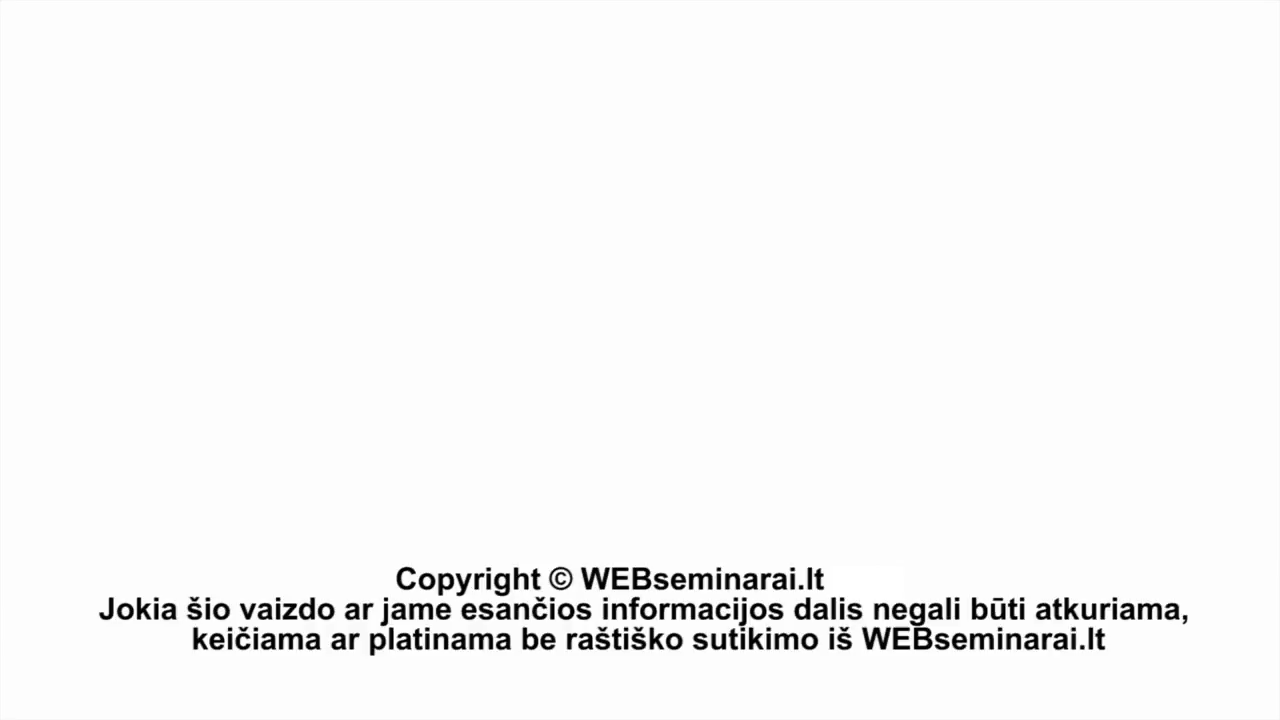 Copyright © WEBseminarai.lt
Jokia šio vaizdo ar jame esančios informacijos dalis negali būti atkuriama,
keičiama ar platinama be raštiško sutikimo iš WEBseminarai.lt